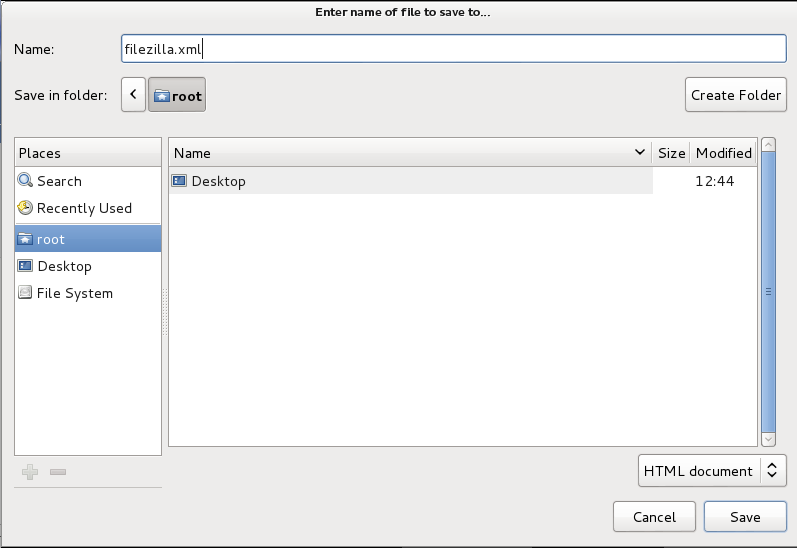 Enter name of file to save to...
Name: filezilla.xml
Save in folder: root Create Folder
Places
Search
Recently Used
root
Desktop
File System
Name Size Modified
Desktop 12:44
HTML document
Cancel Save